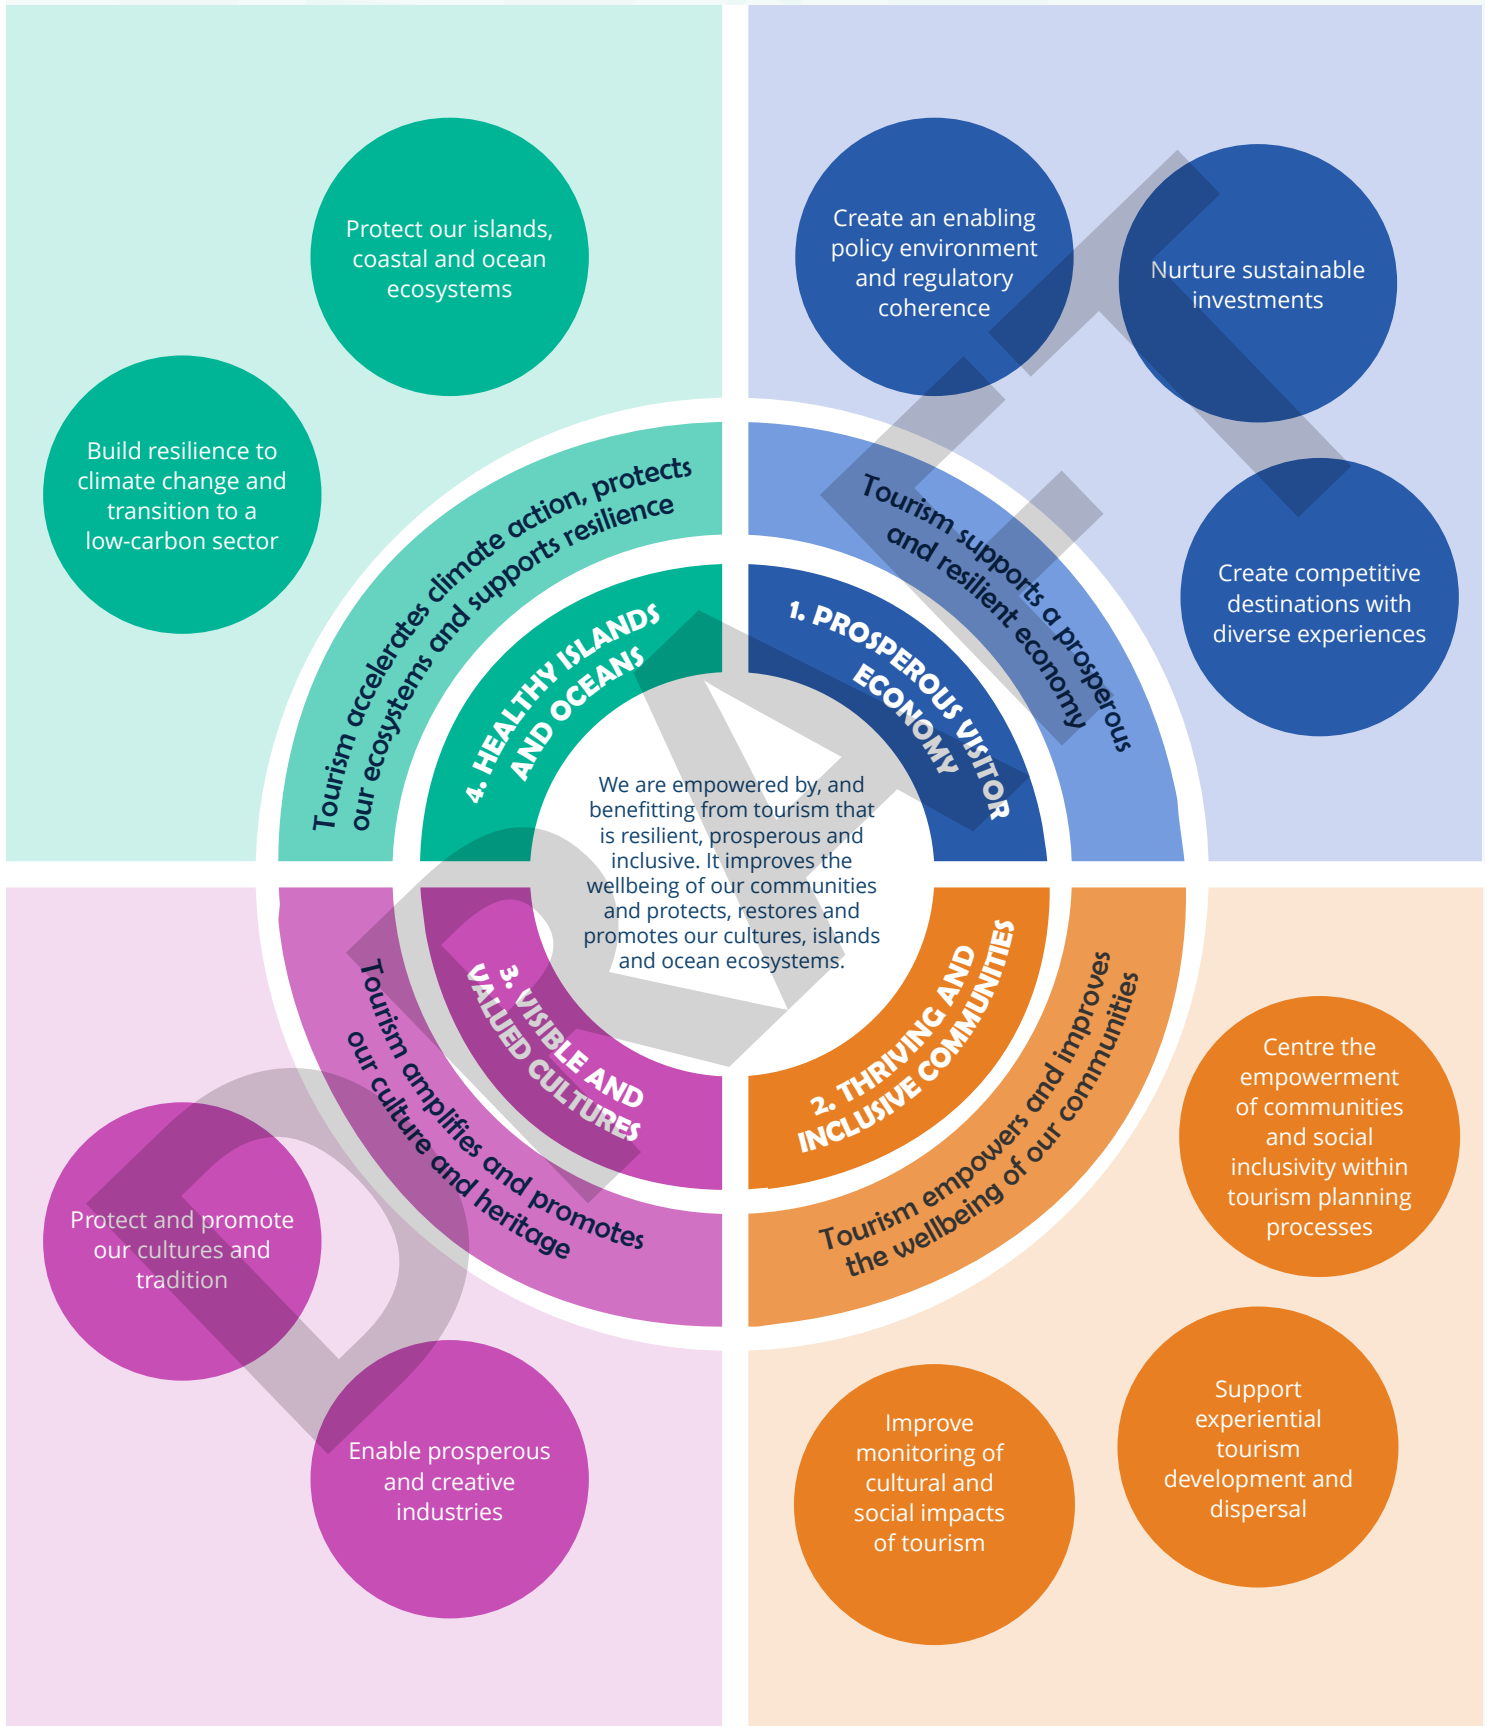 Protect our islands,
coastal and ocean
ecosystems
Build resilience to
climate change and
transition to a
low-carbon sector
Create an enabling
policy environment
and regulatory
coherence
Nurture sustainable
investments
Create competitive
destinations with
diverse experiences
Tourism accelerates climate action, protects
our ecosystems and supports resilience
4. HEALTHY ISLANDS
AND OCEANS
Tourism supports a prosperous
and resilient economy
1. PROSPEROUS VISITOR
ECONOMY
We are empowered by, and
benefitting from tourism that
is resilient, prosperous and
inclusive. It improves the
wellbeing of our communities
and protects, restores and
promotes our cultures, islands
and ocean ecosystems.
3. VISIBLE AND
VALUED CULTURES
Tourism amplifies and promotes
our culture and heritage
2. THRIVING AND
INCLUSIVE COMMUNITIES
Tourism empowers and improves
the wellbeing of our communities
Protect and promote
our cultures and
tradition
Enable prosperous
and creative
industries
Centre the
empowerment
of communities
and social
inclusivity within
tourism planning
processes
Support
experiential
tourism
development and
dispersal
Improve
monitoring of
cultural and
social impacts
of tourism
DRAFT